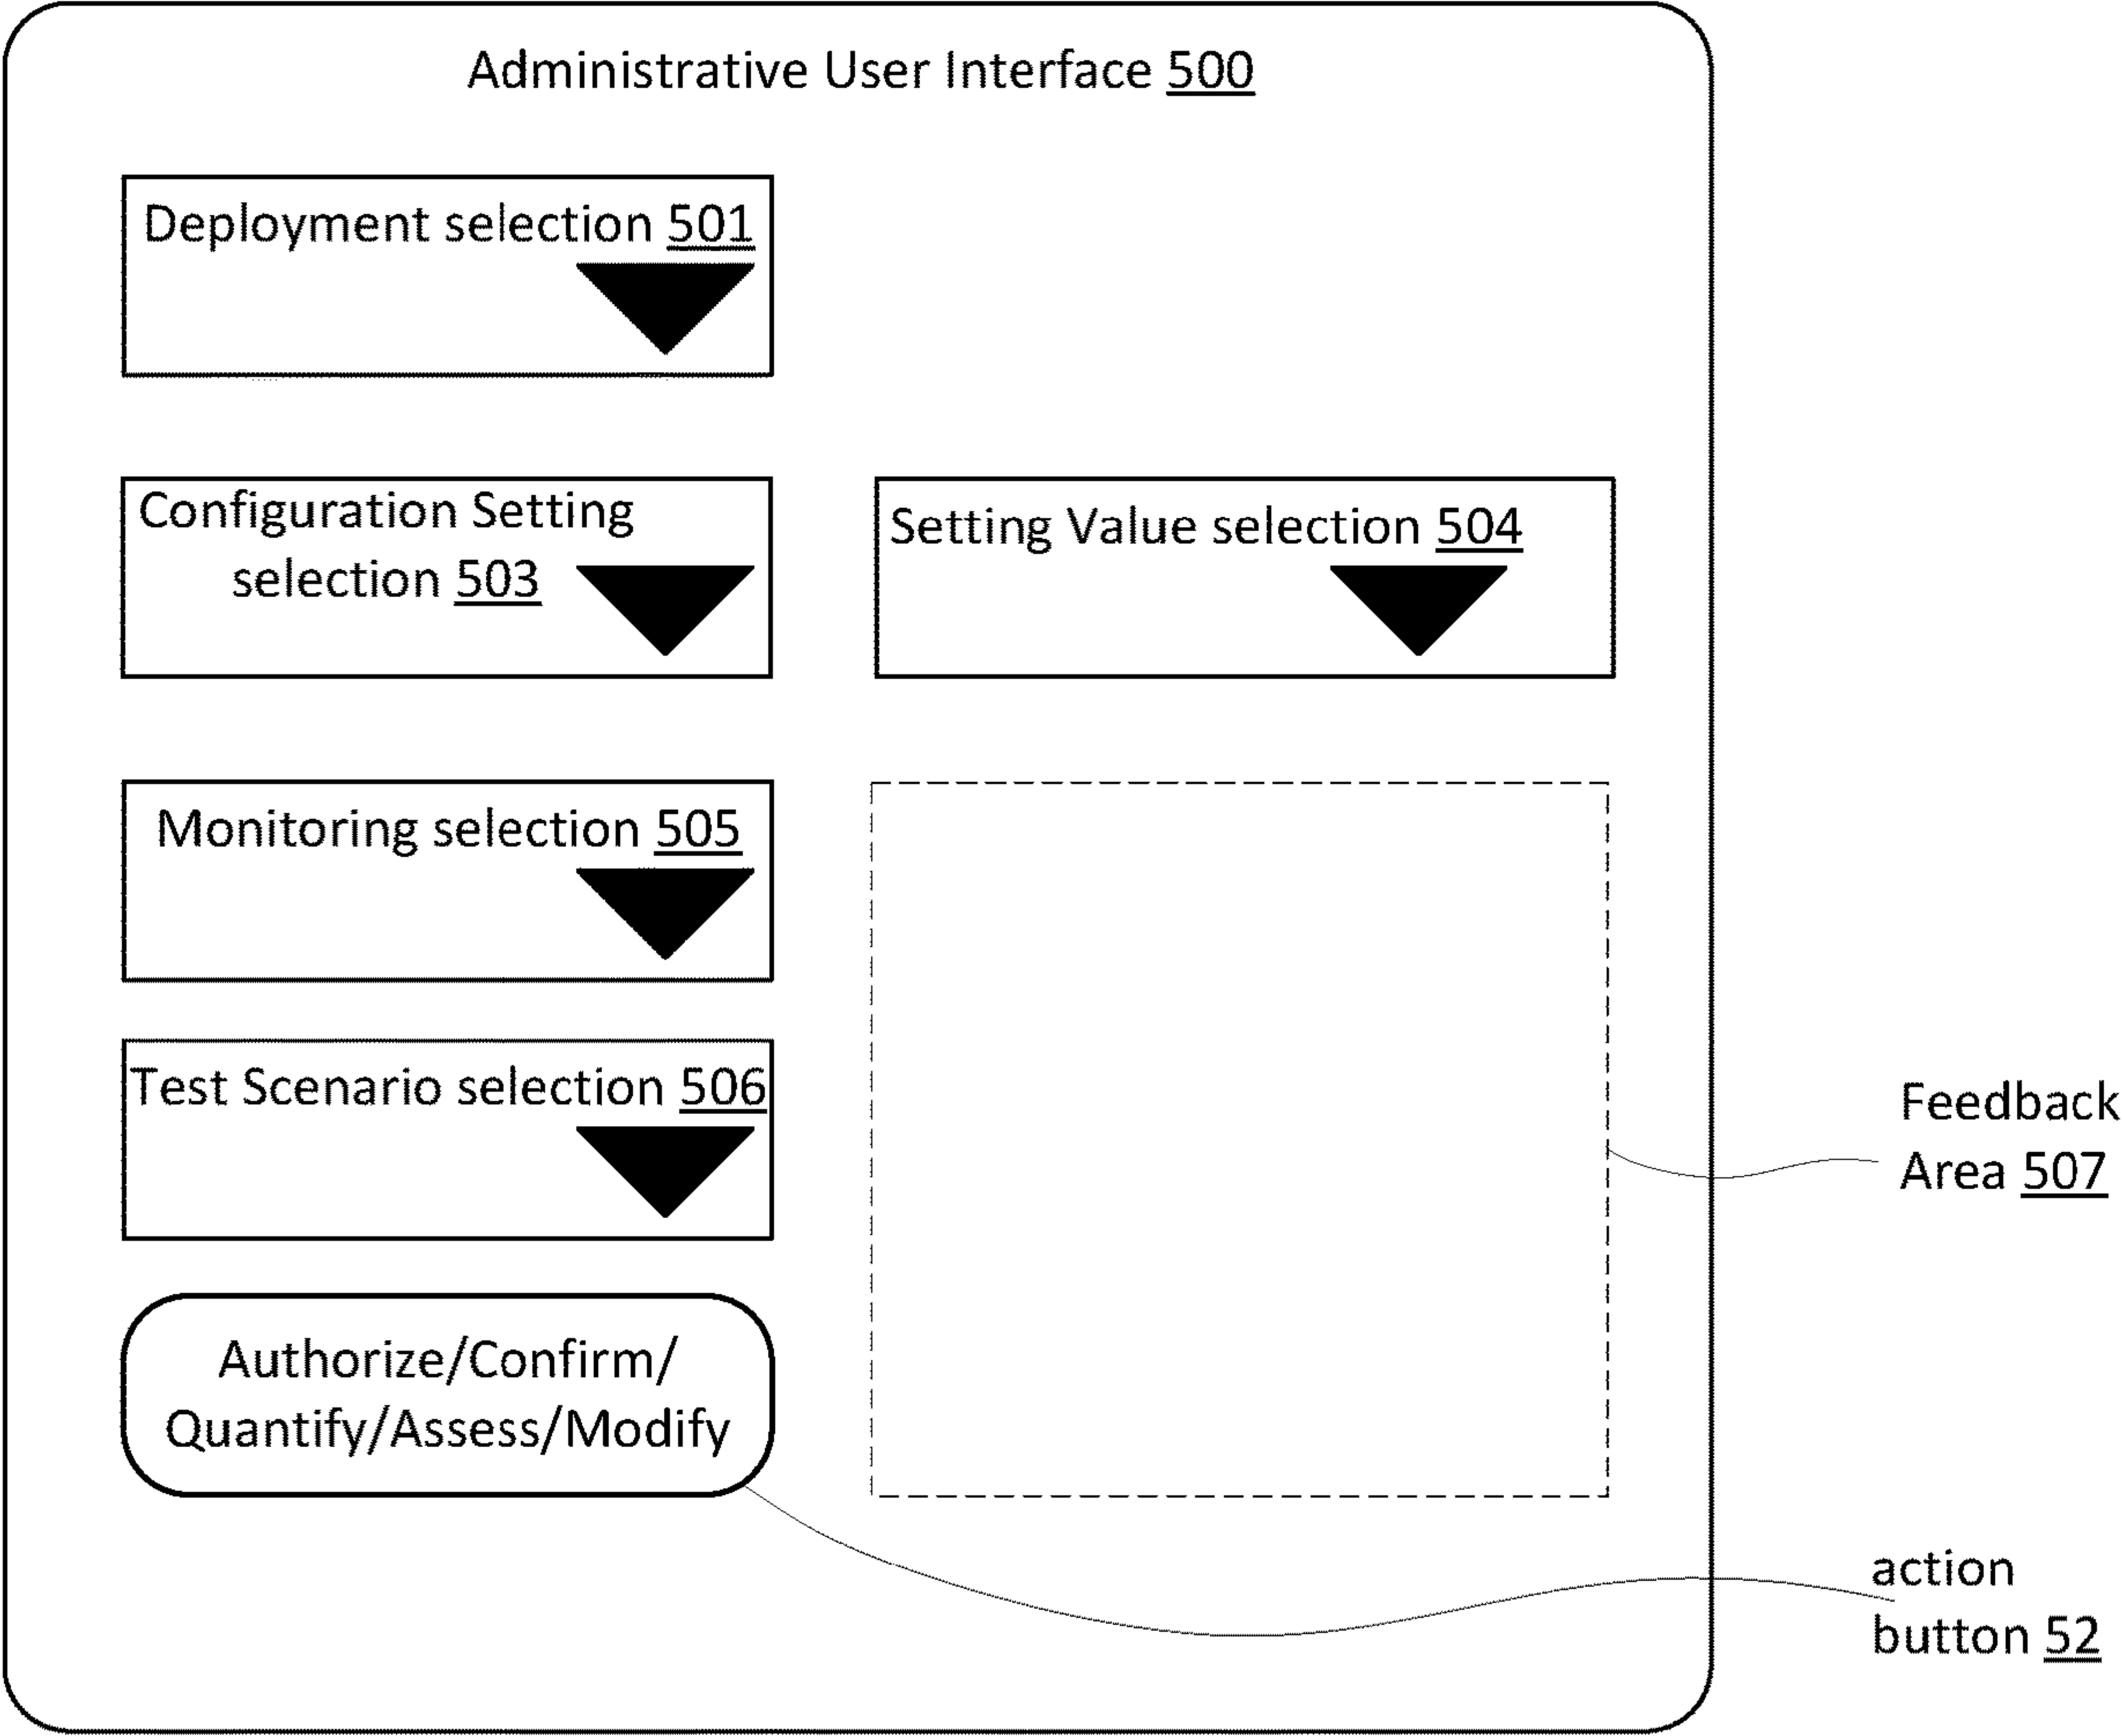 Administrative User Interface 500
Deployment selection 501
Configuration Setting
selection 503
Setting Value selection 504
Monitoring selection 505
Test Scenario selection 506
Feedback
Area 507
Authorize/Confirm/
Quantify/Assess/Modify
action
button 52